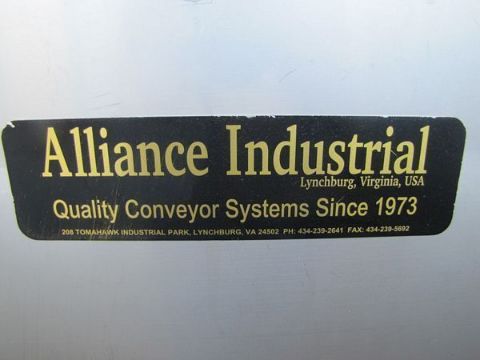 Alliance Industrial
Lynchburg, Virginia, USA
Quality Conveyor Systems Since 1973
208 TOMAHAWK INDUSTRIAL PARK, LYNCHBURG, VA 24502 PH: 434-239-2641 FAX: 434-239-5692